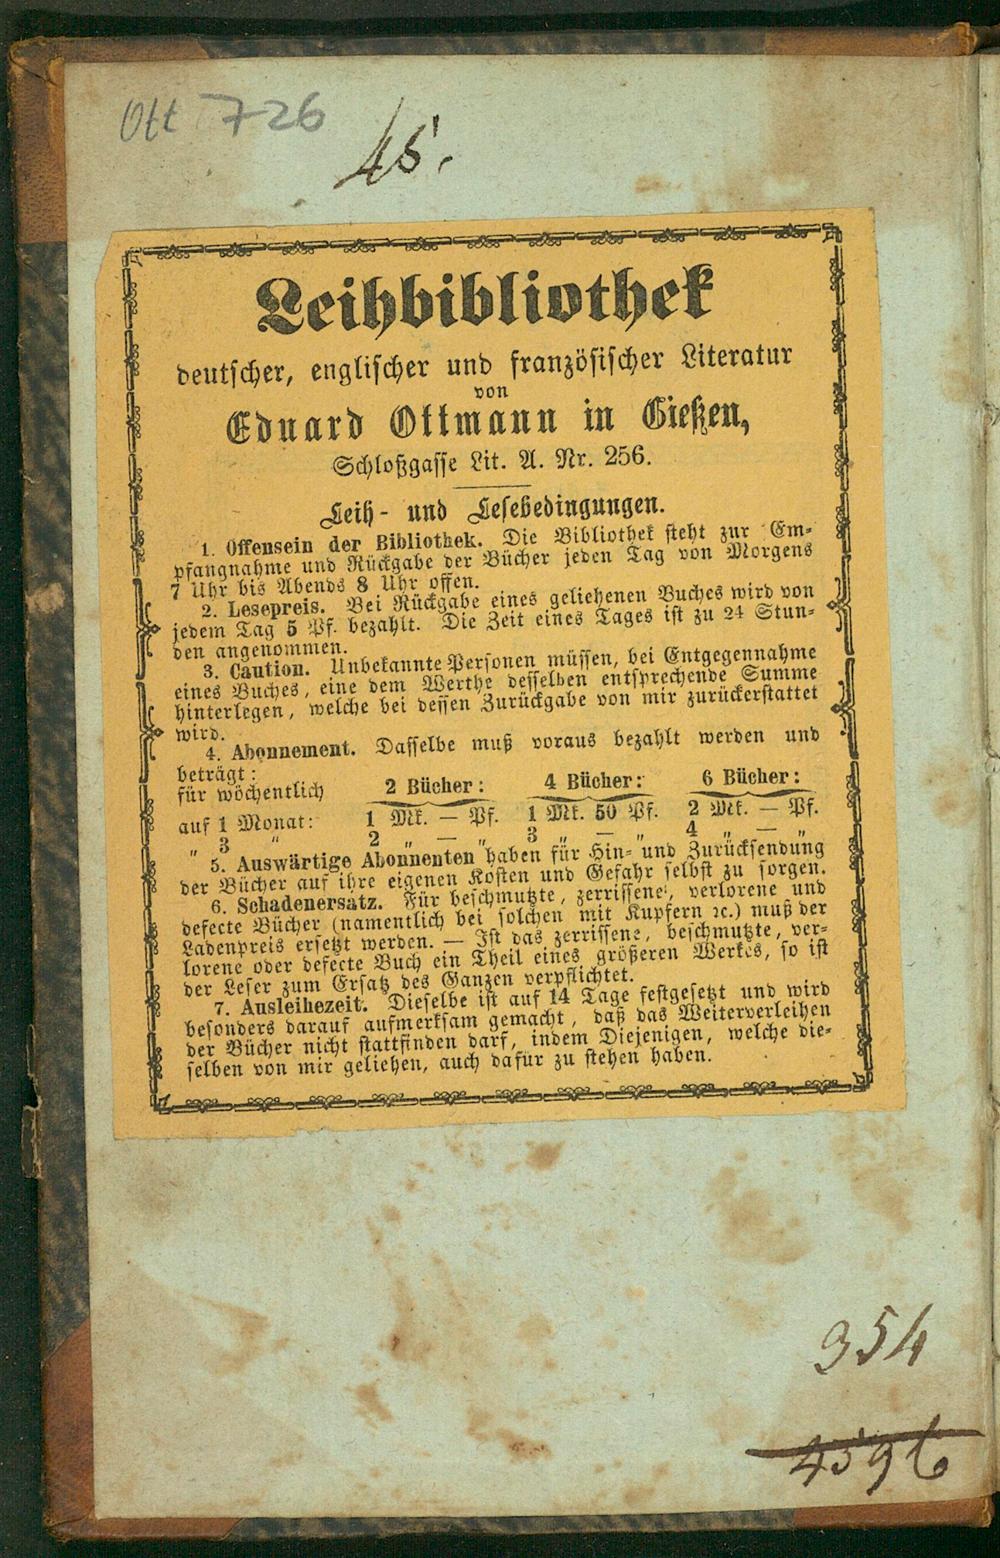 Ott 726
45.
Leihbibliothek
deutscher, englischer und französischer Literatur
von
Eduard Ottmann in Gießen,
Schloßgasse Lit. A. Nr. 256.
Leih- und Lesebedingungen.
1. Offensein der Bibliothek. Die Bibliothek steht zur Em-
pfangnahme und Rückgabe der Bücher jeden Tag von Morgens
7 Uhr bis Abends 8 Uhr offen.
2. Lesepreis. Bei Rückgabe eines geliehenen Buches wird von
jedem Tag 5 Pf. bezahlt. Die Zeit eines Tages ist zu 24 Stun-
den angenommen.
3. Caution. Unbekannte Personen müssen, bei Entgegennahme
eines Buches, eine dem Werthe desselben entsprechende Summe
hinterlegen, welche bei dessen Zurückgabe von mir zurückerstattet
wird.
4. Abonnement. Dasselbe muß voraus bezahlt werden und
beträgt:
für wöchentlich 2 Bücher: 4 Bücher: 6 Bücher:
auf 1 Monat: 1 Mk. — Pf. 1 Mk. 50 Pf. 2 Mk. — Pf.
" 3 " 2 " — " 3 " — " 4 " — "
5. Auswärtige Abonnenten haben für Hin- und Zurücksendung
der Bücher auf ihre eigenen Kosten und Gefahr selbst zu sorgen.
6. Schadenersatz. Für beschmutzte, zerrissene, verlorene und
defecte Bücher (namentlich bei solchen mit Kupfern ꝛc.) muß der
Ladenpreis ersetzt werden. — Ist das zerrissene, beschmutzte, ver-
lorene oder defecte Buch ein Theil eines größeren Werkes, so ist
der Leser zum Ersatz des Ganzen verpflichtet.
7. Ausleihezeit. Dieselbe ist auf 14 Tage festgesetzt und wird
besonders darauf aufmerksam gemacht, daß das Weiterverleihen
der Bücher nicht stattfinden darf, indem Diejenigen, welche die-
selben von mir geliehen, auch dafür zu stehen haben.
354
4596